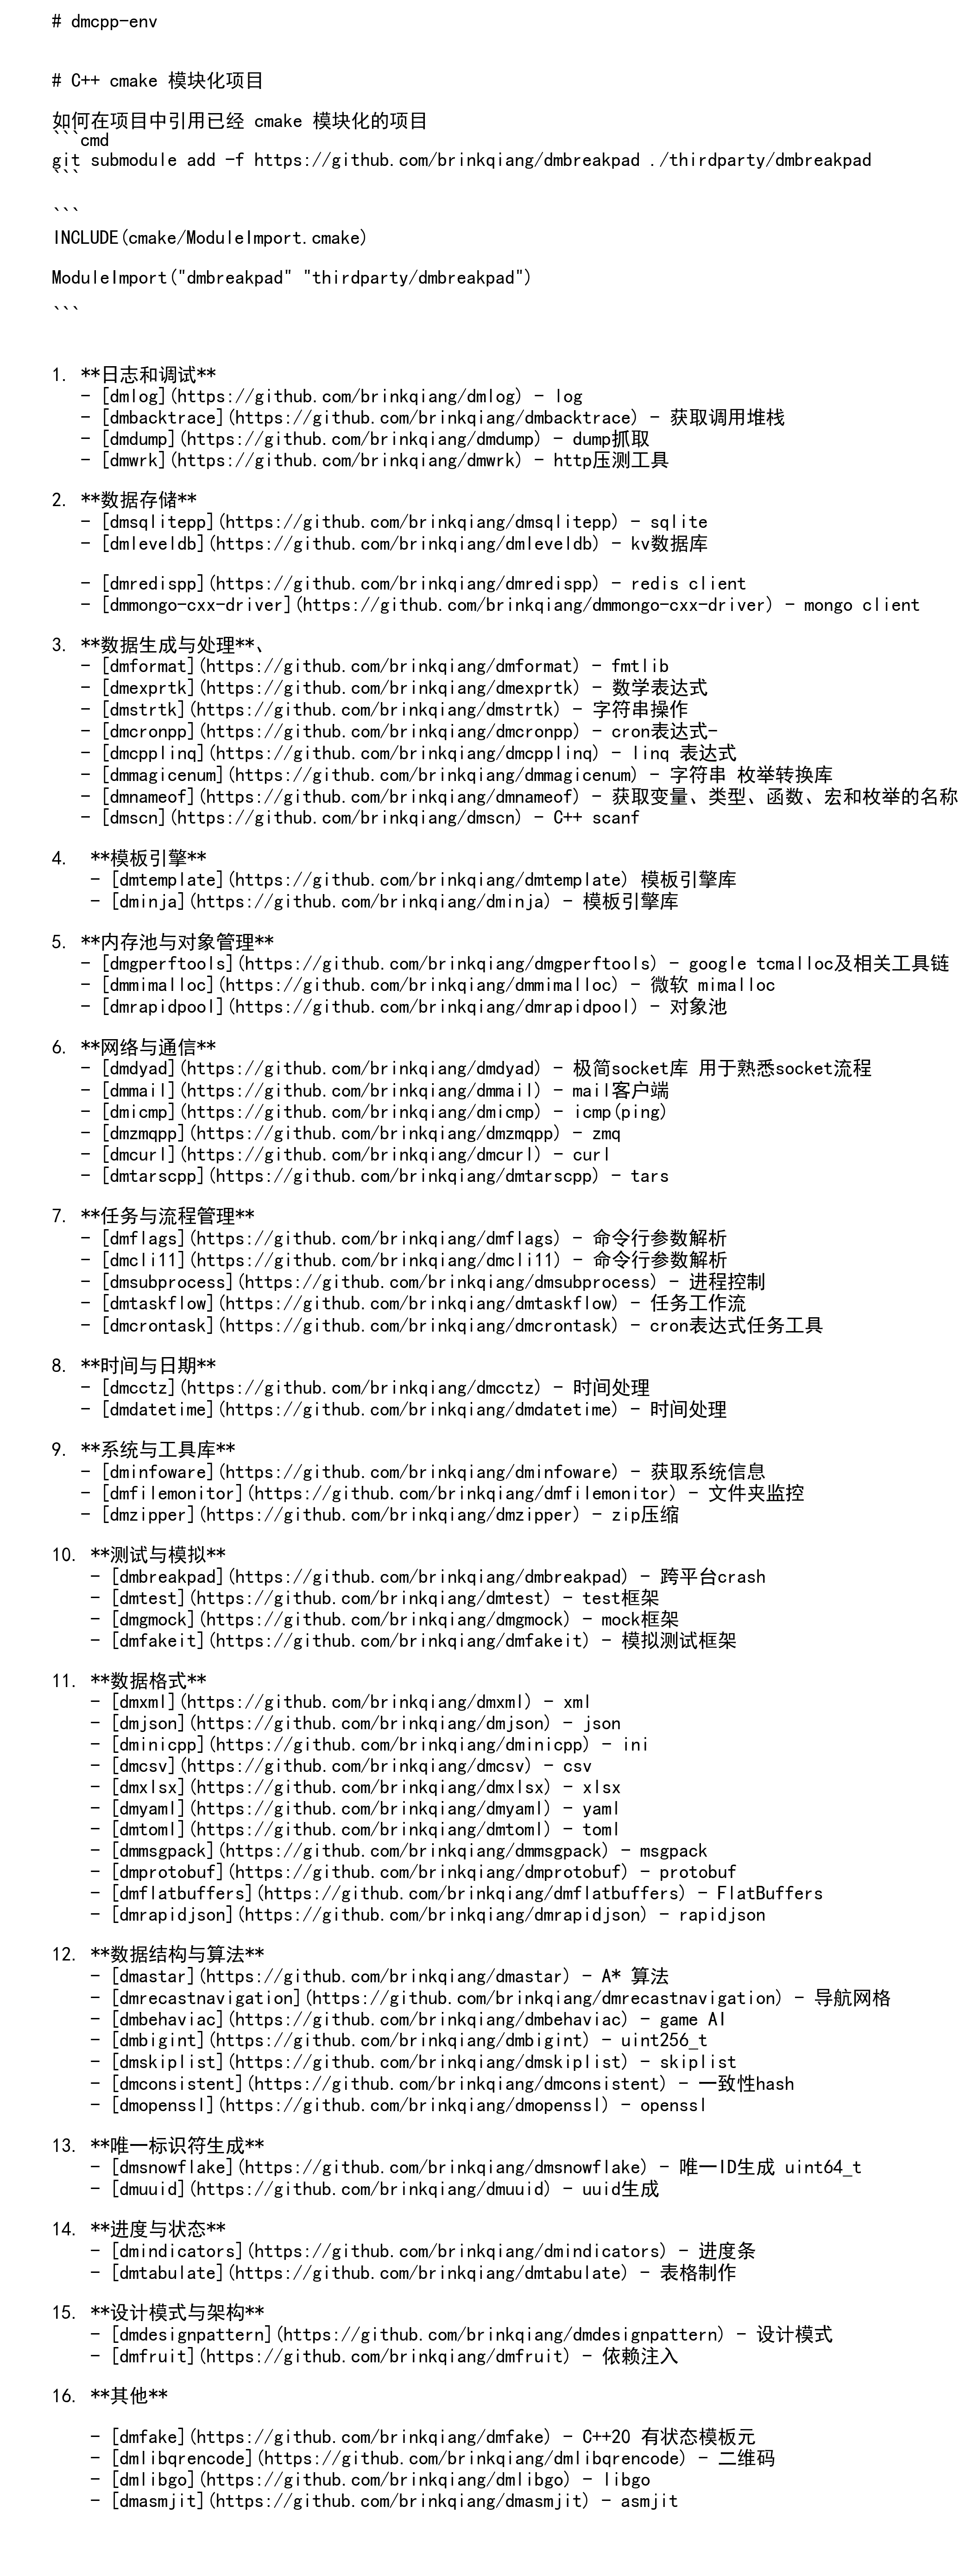 # dmcpp-env
# C++ cmake 模块化项目
如何在项目中引用已经 cmake 模块化的项目
```cmd
git submodule add -f https://github.com/brinkqiang/dmbreakpad ./thirdparty/dmbreakpad
```
```
INCLUDE(cmake/ModuleImport.cmake)
ModuleImport("dmbreakpad" "thirdparty/dmbreakpad")
```
1. **日志和调试**
- [dmlog](https://github.com/brinkqiang/dmlog) - log
- [dmbacktrace](https://github.com/brinkqiang/dmbacktrace) - 获取调用堆栈
- [dmdump](https://github.com/brinkqiang/dmdump) - dump抓取
- [dmwrk](https://github.com/brinkqiang/dmwrk) - http压测工具
2. **数据存储**
- [dmsqlitepp](https://github.com/brinkqiang/dmsqlitepp) - sqlite
- [dmleveldb](https://github.com/brinkqiang/dmleveldb) - kv数据库
- [dmredispp](https://github.com/brinkqiang/dmredispp) - redis client
- [dmmongo-cxx-driver](https://github.com/brinkqiang/dmmongo-cxx-driver) - mongo client
3. **数据生成与处理**、
- [dmformat](https://github.com/brinkqiang/dmformat) - fmtlib
- [dmexprtk](https://github.com/brinkqiang/dmexprtk) - 数学表达式
- [dmstrtk](https://github.com/brinkqiang/dmstrtk) - 字符串操作
- [dmcronpp](https://github.com/brinkqiang/dmcronpp) - cron表达式-
- [dmcpplinq](https://github.com/brinkqiang/dmcpplinq) - linq 表达式
- [dmmagicenum](https://github.com/brinkqiang/dmmagicenum) - 字符串 枚举转换库
- [dmnameof](https://github.com/brinkqiang/dmnameof) - 获取变量、类型、函数、宏和枚举的名称
- [dmscn](https://github.com/brinkqiang/dmscn) - C++ scanf
4. **模板引擎**
- [dmtemplate](https://github.com/brinkqiang/dmtemplate) 模板引擎库
- [dminja](https://github.com/brinkqiang/dminja) - 模板引擎库
5. **内存池与对象管理**
- [dmgperftools](https://github.com/brinkqiang/dmgperftools) - google tcmalloc及相关工具链
- [dmmimalloc](https://github.com/brinkqiang/dmmimalloc) - 微软 mimalloc
- [dmrapidpool](https://github.com/brinkqiang/dmrapidpool) - 对象池
6. **网络与通信**
- [dmdyad](https://github.com/brinkqiang/dmdyad) - 极简socket库 用于熟悉socket流程
- [dmmail](https://github.com/brinkqiang/dmmail) - mail客户端
- [dmicmp](https://github.com/brinkqiang/dmicmp) - icmp(ping)
- [dmzmqpp](https://github.com/brinkqiang/dmzmqpp) - zmq
- [dmcurl](https://github.com/brinkqiang/dmcurl) - curl
- [dmtarscpp](https://github.com/brinkqiang/dmtarscpp) - tars
7. **任务与流程管理**
- [dmflags](https://github.com/brinkqiang/dmflags) - 命令行参数解析
- [dmcli11](https://github.com/brinkqiang/dmcli11) - 命令行参数解析
- [dmsubprocess](https://github.com/brinkqiang/dmsubprocess) - 进程控制
- [dmtaskflow](https://github.com/brinkqiang/dmtaskflow) - 任务工作流
- [dmcrontask](https://github.com/brinkqiang/dmcrontask) - cron表达式任务工具
8. **时间与日期**
- [dmcctz](https://github.com/brinkqiang/dmcctz) - 时间处理
- [dmdatetime](https://github.com/brinkqiang/dmdatetime) - 时间处理
9. **系统与工具库**
- [dminfoware](https://github.com/brinkqiang/dminfoware) - 获取系统信息
- [dmfilemonitor](https://github.com/brinkqiang/dmfilemonitor) - 文件夹监控
- [dmzipper](https://github.com/brinkqiang/dmzipper) - zip压缩
10. **测试与模拟**
- [dmbreakpad](https://github.com/brinkqiang/dmbreakpad) - 跨平台crash
- [dmtest](https://github.com/brinkqiang/dmtest) - test框架
- [dmgmock](https://github.com/brinkqiang/dmgmock) - mock框架
- [dmfakeit](https://github.com/brinkqiang/dmfakeit) - 模拟测试框架
11. **数据格式**
- [dmxml](https://github.com/brinkqiang/dmxml) - xml
- [dmjson](https://github.com/brinkqiang/dmjson) - json
- [dminicpp](https://github.com/brinkqiang/dminicpp) - ini
- [dmcsv](https://github.com/brinkqiang/dmcsv) - csv
- [dmxlsx](https://github.com/brinkqiang/dmxlsx) - xlsx
- [dmyaml](https://github.com/brinkqiang/dmyaml) - yaml
- [dmtoml](https://github.com/brinkqiang/dmtoml) - toml
- [dmmsgpack](https://github.com/brinkqiang/dmmsgpack) - msgpack
- [dmprotobuf](https://github.com/brinkqiang/dmprotobuf) - protobuf
- [dmflatbuffers](https://github.com/brinkqiang/dmflatbuffers) - FlatBuffers
- [dmrapidjson](https://github.com/brinkqiang/dmrapidjson) - rapidjson
12. **数据结构与算法**
- [dmastar](https://github.com/brinkqiang/dmastar) - A* 算法
- [dmrecastnavigation](https://github.com/brinkqiang/dmrecastnavigation) - 导航网格
- [dmbehaviac](https://github.com/brinkqiang/dmbehaviac) - game AI
- [dmbigint](https://github.com/brinkqiang/dmbigint) - uint256_t
- [dmskiplist](https://github.com/brinkqiang/dmskiplist) - skiplist
- [dmconsistent](https://github.com/brinkqiang/dmconsistent) - 一致性hash
- [dmopenssl](https://github.com/brinkqiang/dmopenssl) - openssl
13. **唯一标识符生成**
- [dmsnowflake](https://github.com/brinkqiang/dmsnowflake) - 唯一ID生成 uint64_t
- [dmuuid](https://github.com/brinkqiang/dmuuid) - uuid生成
14. **进度与状态**
- [dmindicators](https://github.com/brinkqiang/dmindicators) - 进度条
- [dmtabulate](https://github.com/brinkqiang/dmtabulate) - 表格制作
15. **设计模式与架构**
- [dmdesignpattern](https://github.com/brinkqiang/dmdesignpattern) - 设计模式
- [dmfruit](https://github.com/brinkqiang/dmfruit) - 依赖注入
16. **其他**
- [dmfake](https://github.com/brinkqiang/dmfake) - C++20 有状态模板元
- [dmlibqrencode](https://github.com/brinkqiang/dmlibqrencode) - 二维码
- [dmlibgo](https://github.com/brinkqiang/dmlibgo) - libgo
- [dmasmjit](https://github.com/brinkqiang/dmasmjit) - asmjit